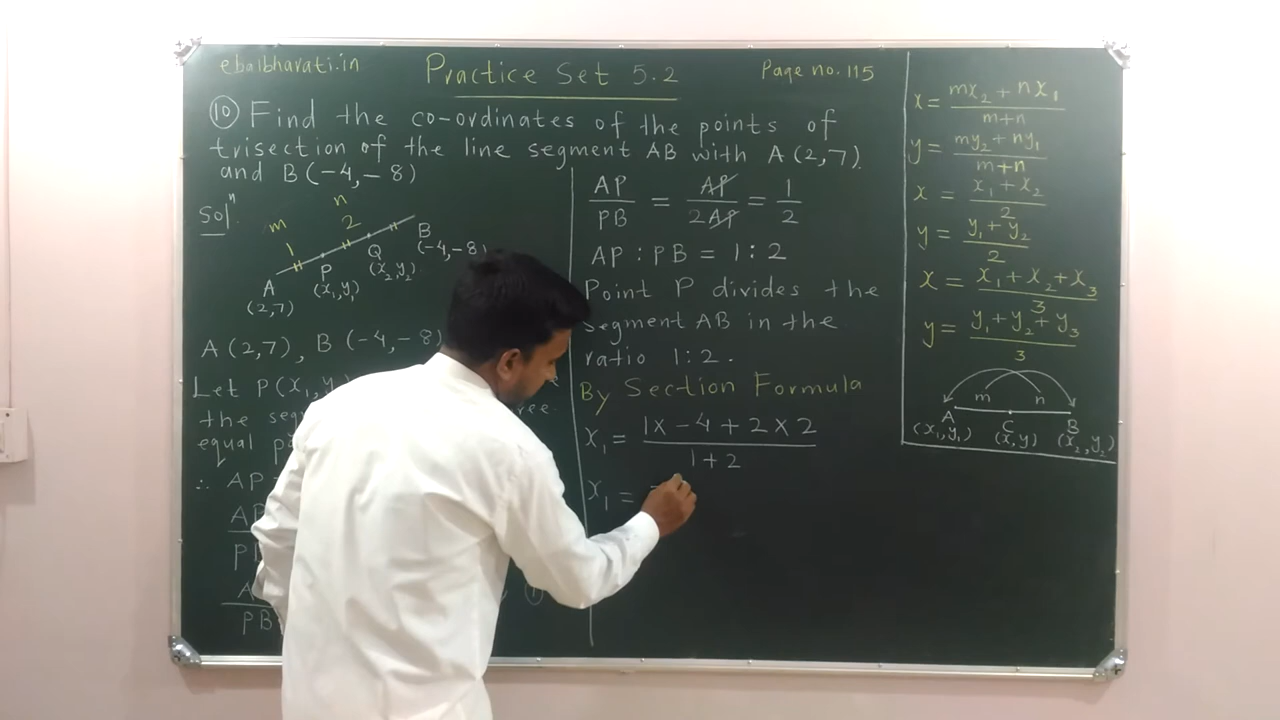 ebalbharati.in Practice Set 5.2 Page no. 115
⑩ Find the co-ordinates of the points of
trisection of the line segment AB with A(2,7)
and B(-4,-8)
Solⁿ
m n
1 2
A P Q B
(2,7) (x₁,y₁) (x₂,y₂) (-4,-8)
A(2,7), B(-4,-8)
Let P(x₁,y
the seg ree
equal p
∴ AP
AP
P
A ①
PB
AP/PB = AP/2AP = 1/2
AP : PB = 1:2
Point P divides the
segment AB in the
ratio 1:2.
By Section Formula
x₁ = (1×-4+2×2)/(1+2)
x₁ = -
x = (mx₂+nx₁)/(m+n)
y = (my₂+ny₁)/(m+n)
x = (x₁+x₂)/2
y = (y₁+y₂)/2
x = (x₁+x₂+x₃)/3
y = (y₁+y₂+y₃)/3
m n
A C B
(x₁,y₁) (x,y) (x₂,y₂)